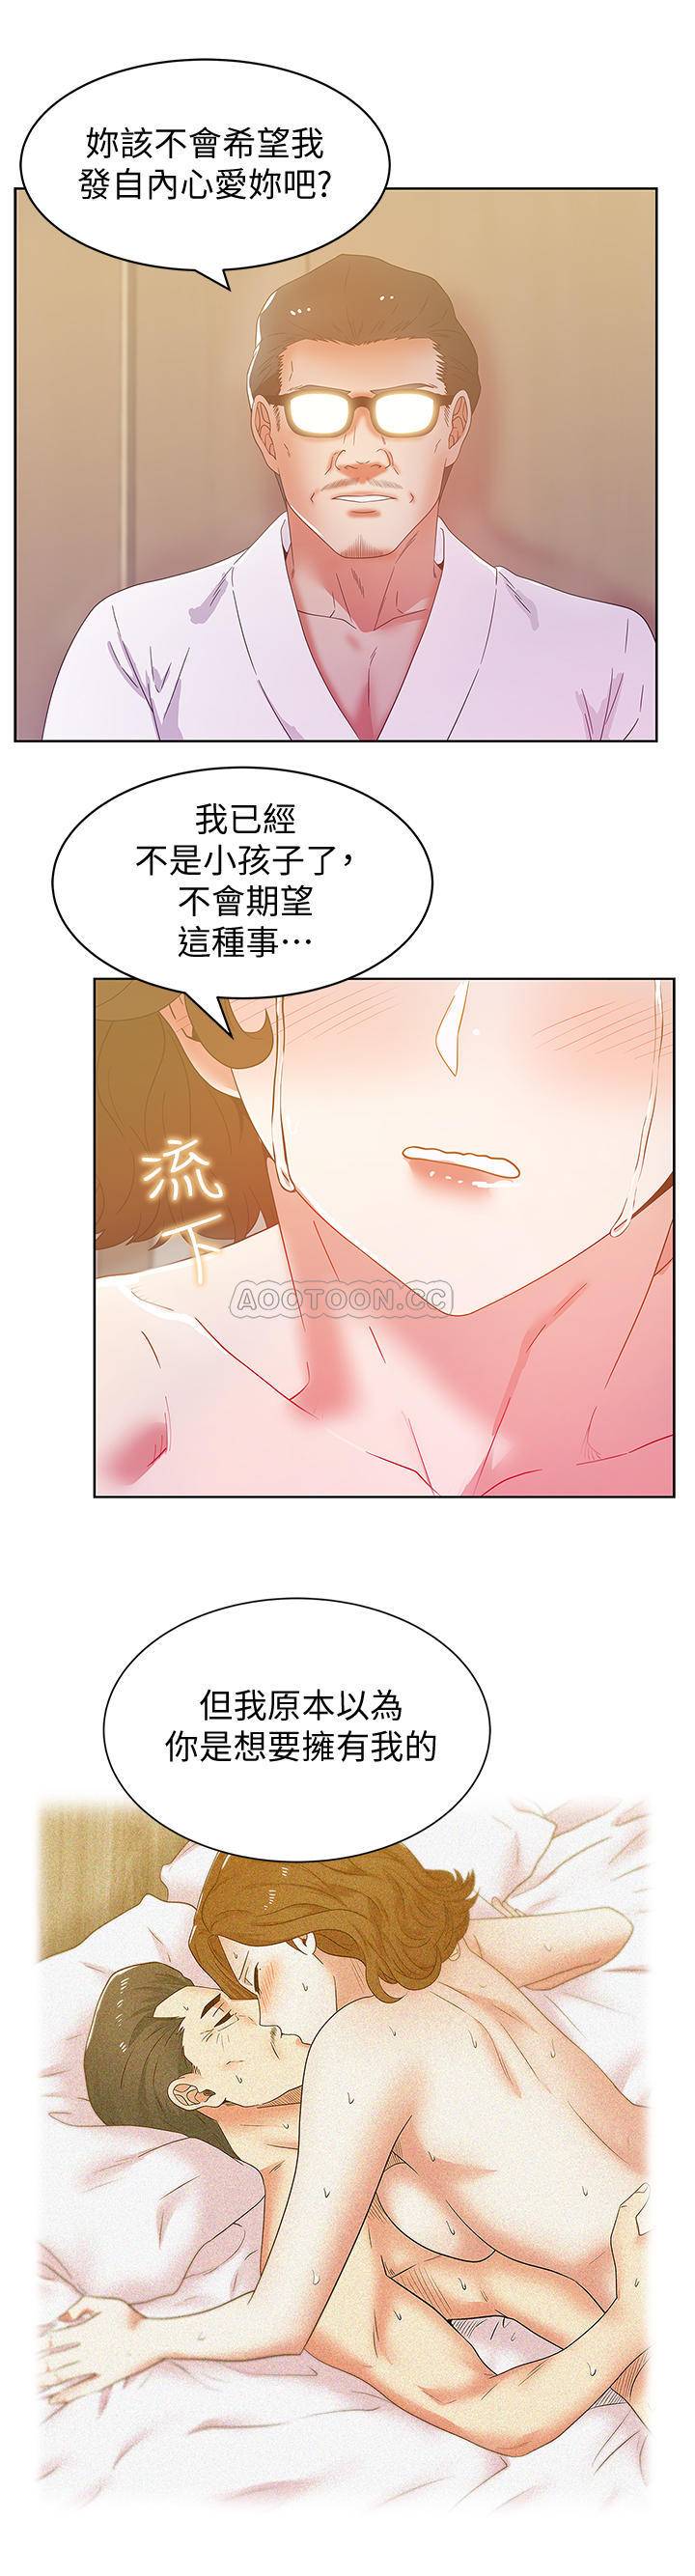 妳該不會希望我
發自內心愛妳吧?
我已經
不是小孩子了，
不會期望
這種事…
流
下
AOOTOON.CC
但我原本以為
你是想要擁有我的